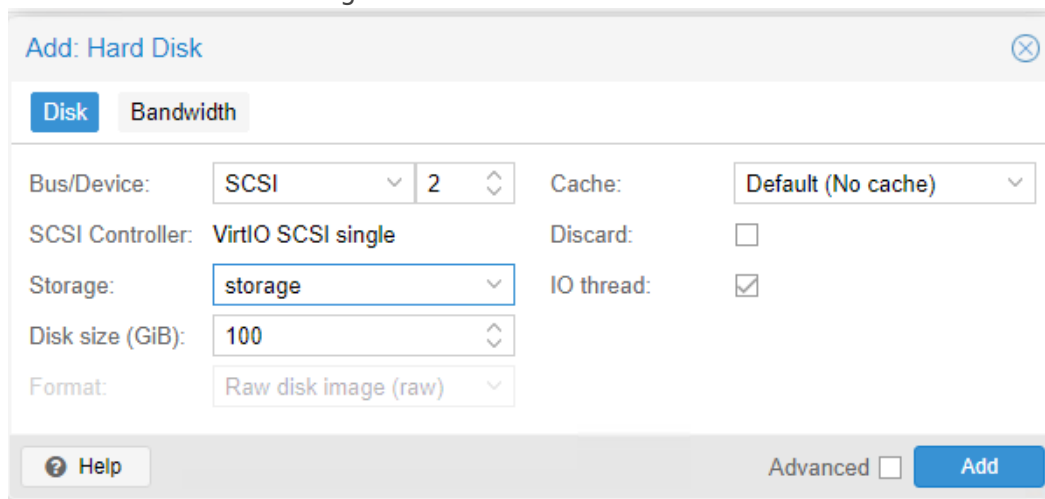 Add: Hard Disk
Disk Bandwidth
Bus/Device: SCSI 2 Cache: Default (No cache)
SCSI Controller: VirtIO SCSI single Discard:
Storage: storage IO thread:
Disk size (GiB): 100
Format: Raw disk image (raw)
Help Advanced Add